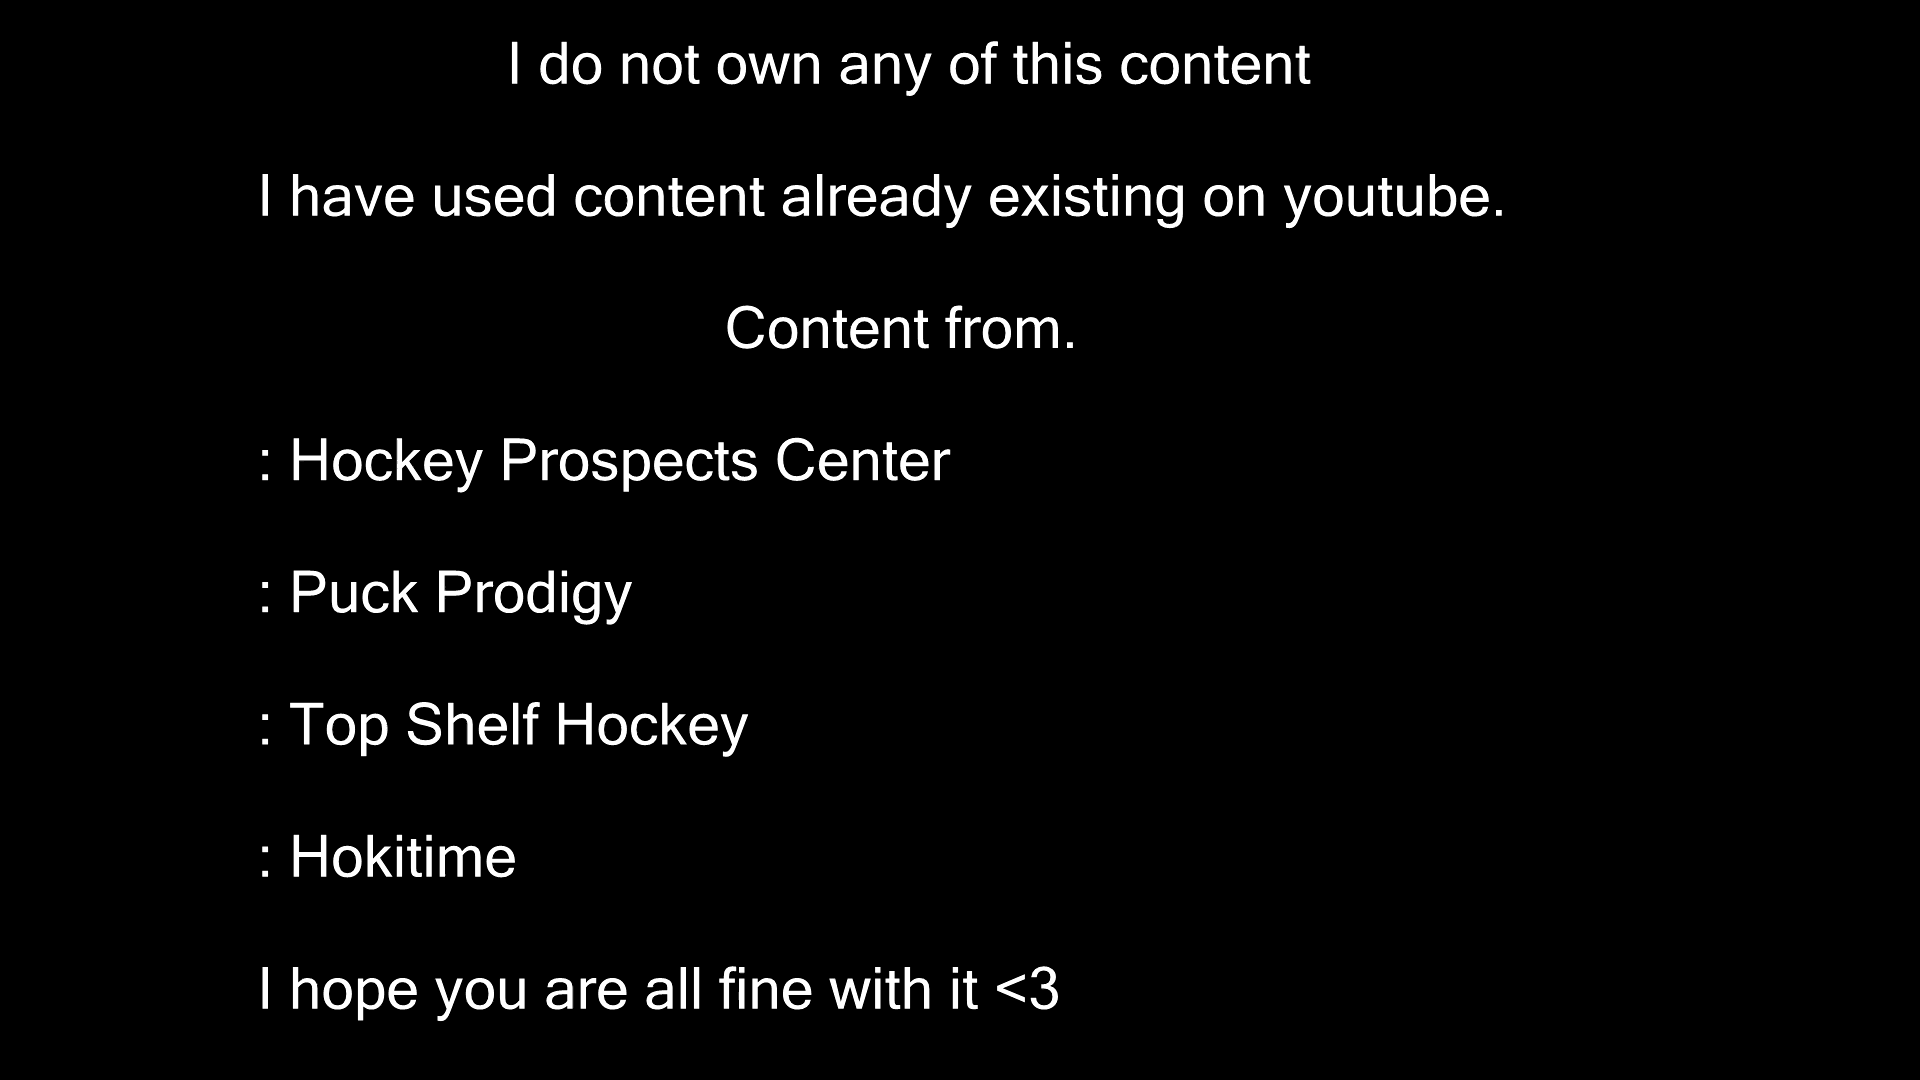 I do not own any of this content
I have used content already existing on youtube.
Content from.
: Hockey Prospects Center
: Puck Prodigy
: Top Shelf Hockey
: Hokitime
I hope you are all fine with it <3